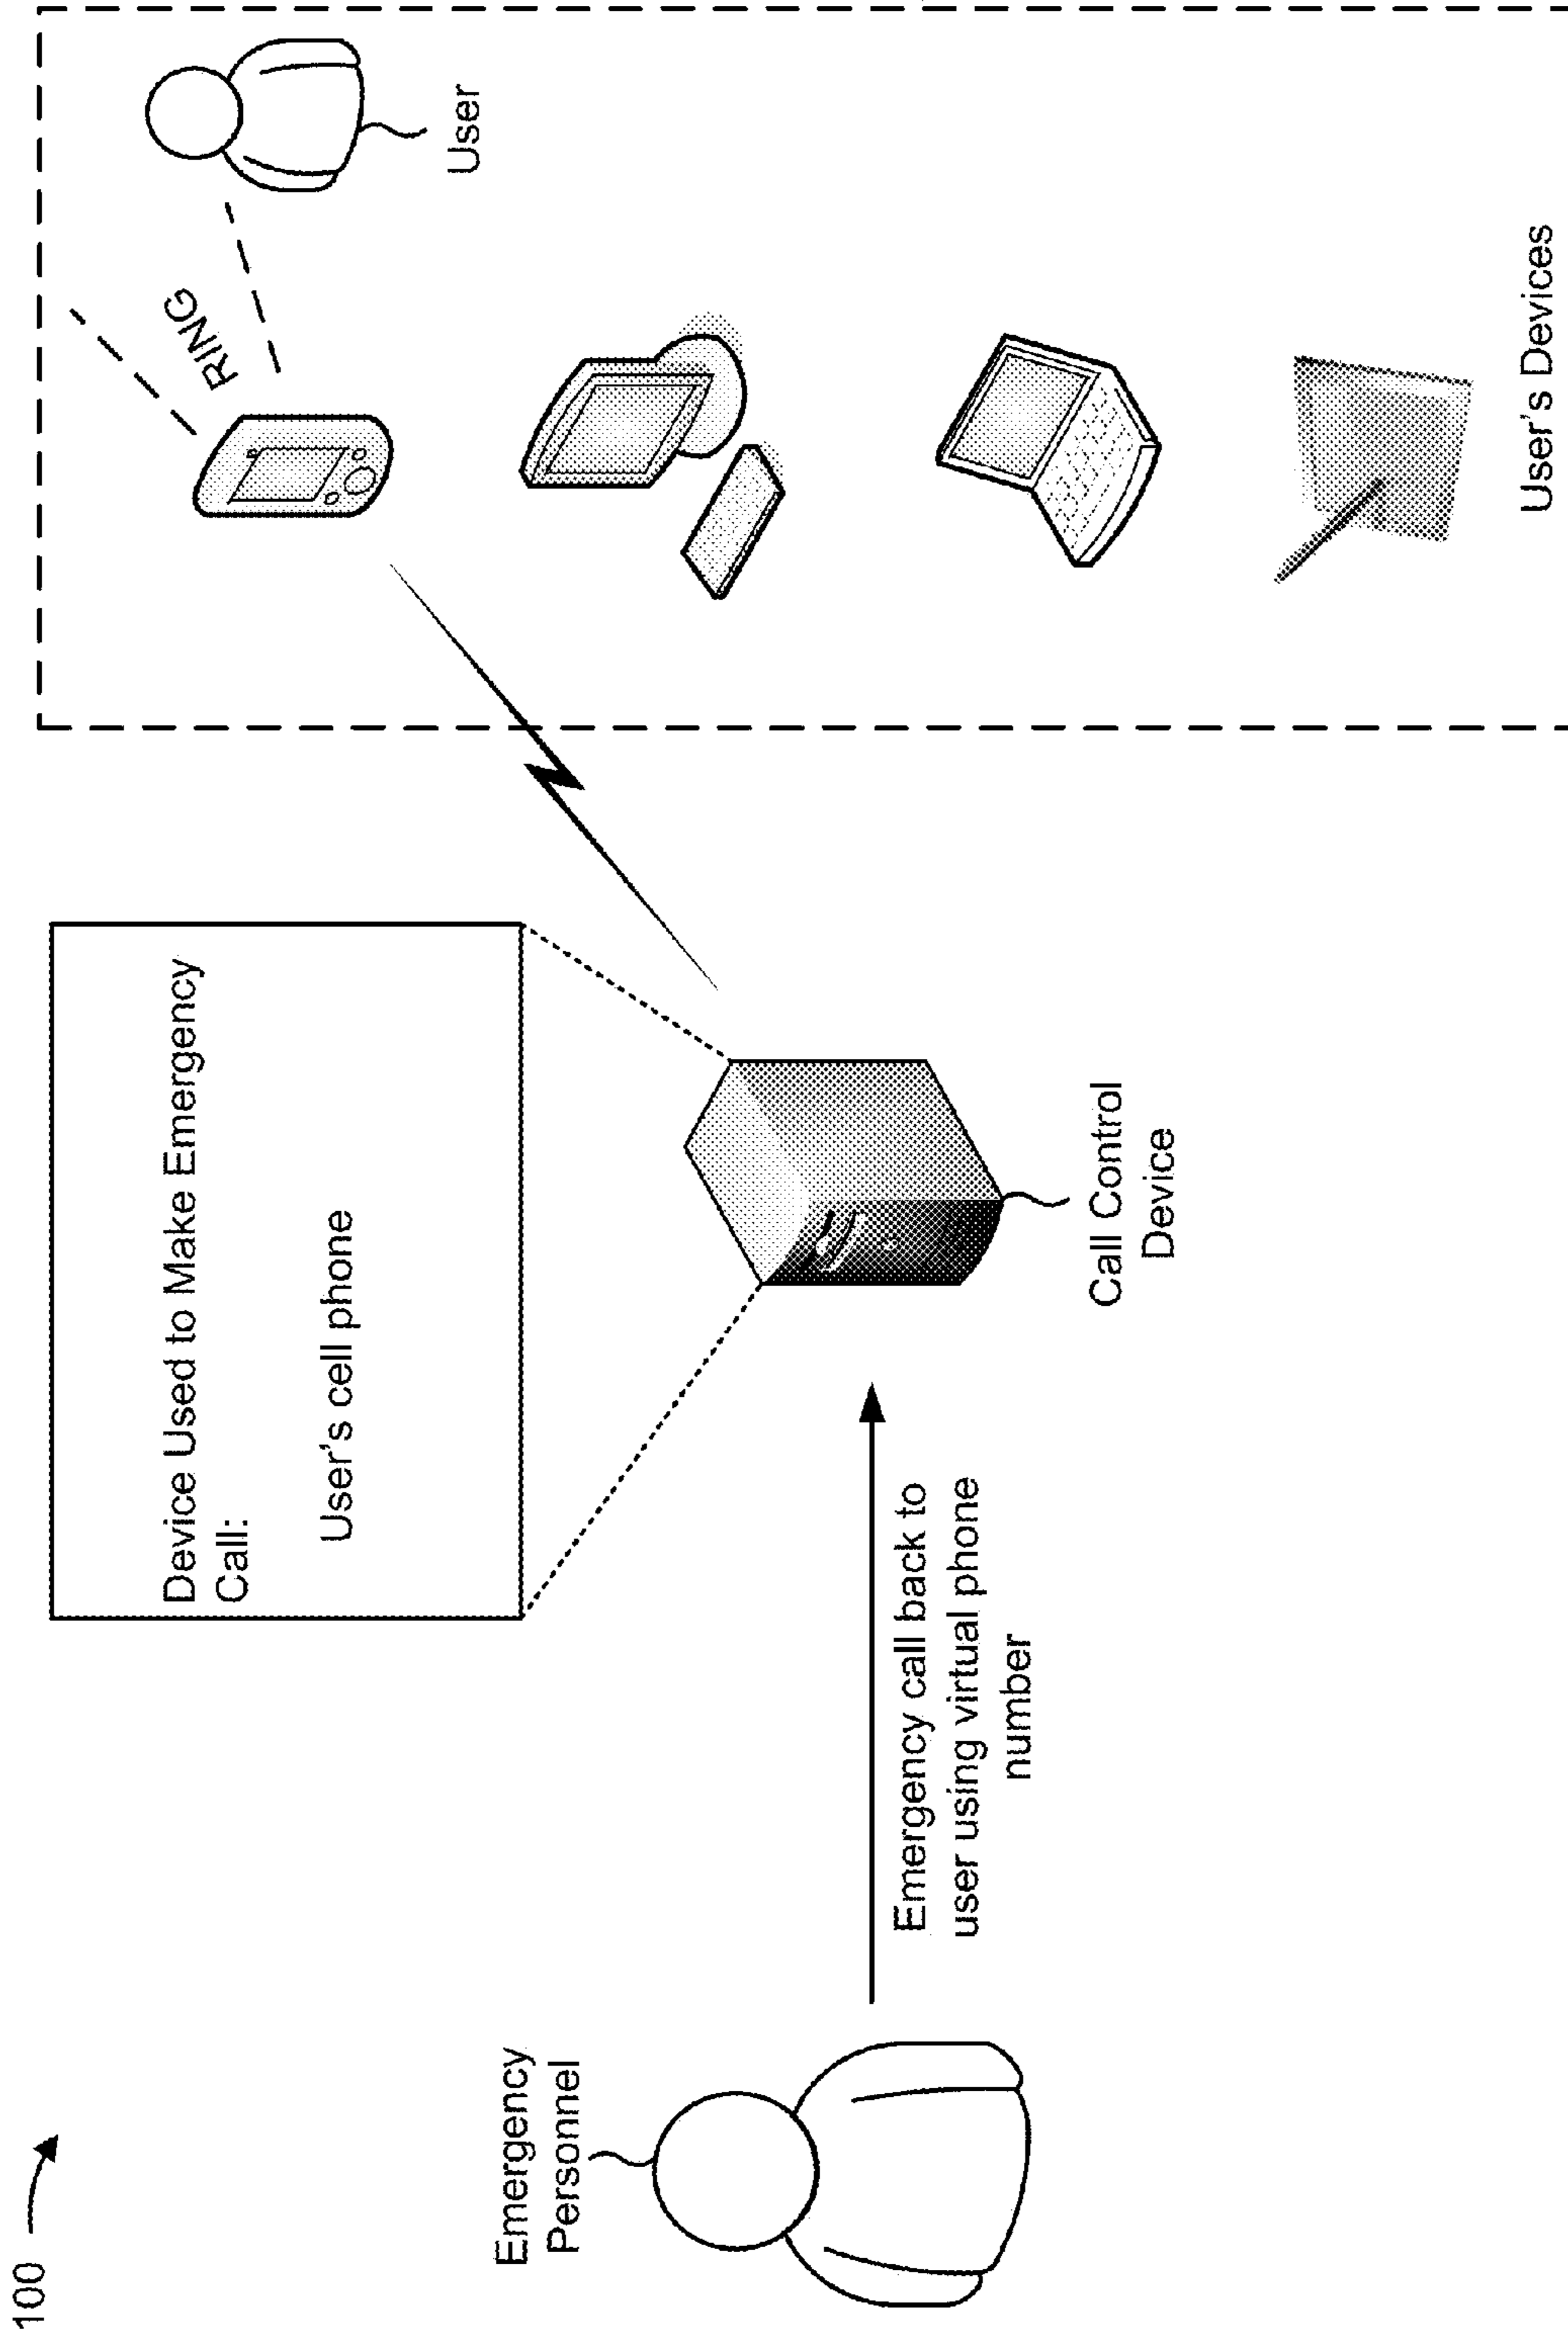 100
Emergency
Personnel
Emergency call back to
user using virtual phone
number
Device Used to Make Emergency
Call:
User's cell phone
Call Control
Device
RING
User
User's Devices